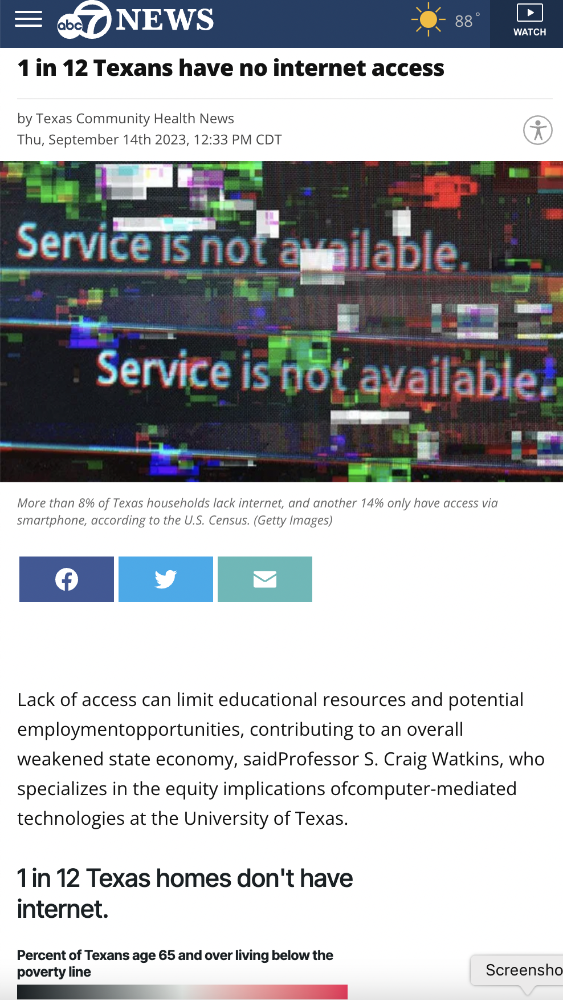 abc 7 NEWS
88°
WATCH
1 in 12 Texans have no internet access
by Texas Community Health News
Thu, September 14th 2023, 12:33 PM CDT
Service is not available.
Service is not available.
More than 8% of Texas households lack internet, and another 14% only have access via
smartphone, according to the U.S. Census. (Getty Images)
Lack of access can limit educational resources and potential
employmentopportunities, contributing to an overall
weakened state economy, saidProfessor S. Craig Watkins, who
specializes in the equity implications ofcomputer-mediated
technologies at the University of Texas.
1 in 12 Texas homes don't have
internet.
Percent of Texans age 65 and over living below the
poverty line
Screensho